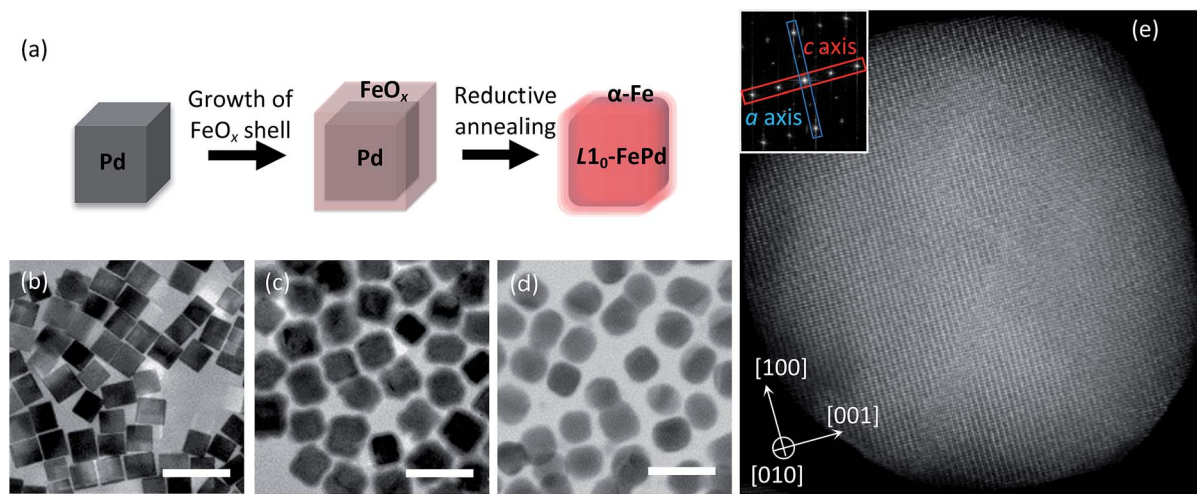 (a)
Pd
Growth of
FeOₓ shell
FeOₓ
Pd
Reductive
annealing
α-Fe
L1₀-FePd
(b)
(c)
(d)
(e)
c axis
a axis
[100]
[001]
[010]